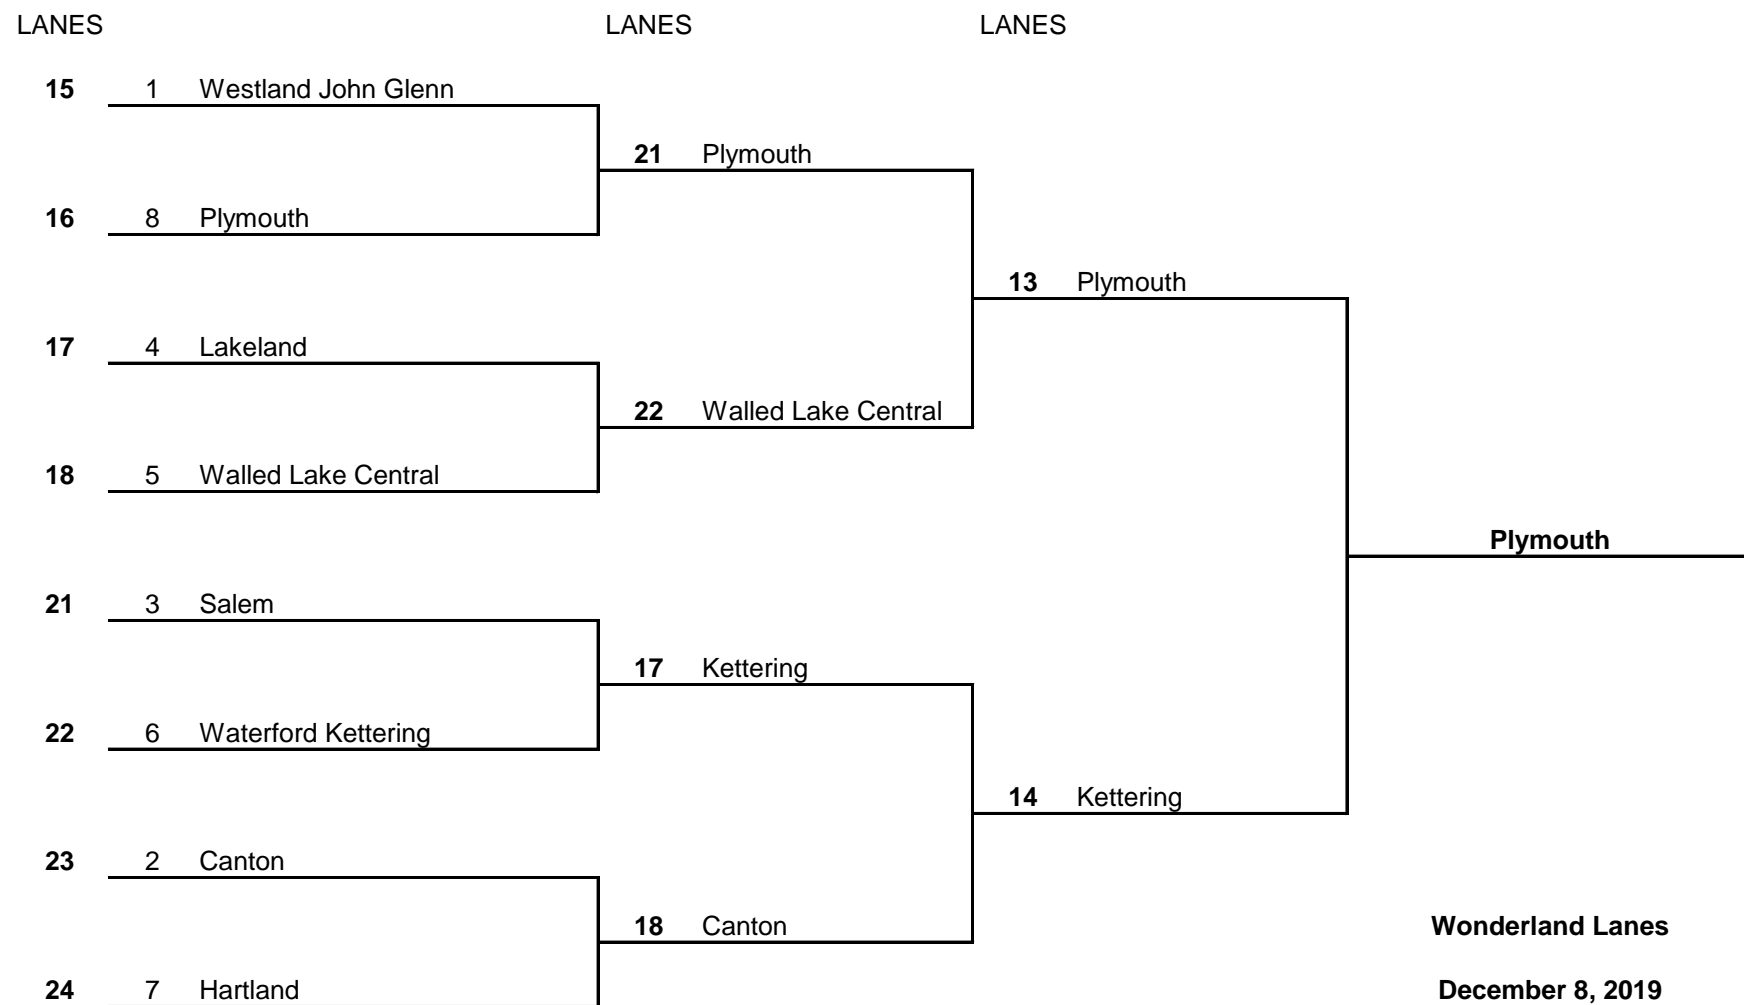 LANES LANES LANES
15 1 Westland John Glenn
21 Plymouth
16 8 Plymouth
13 Plymouth
17 4 Lakeland
22 Walled Lake Central
18 5 Walled Lake Central
Plymouth
21 3 Salem
17 Kettering
22 6 Waterford Kettering
14 Kettering
23 2 Canton
18 Canton Wonderland Lanes
24 7 Hartland December 8, 2019